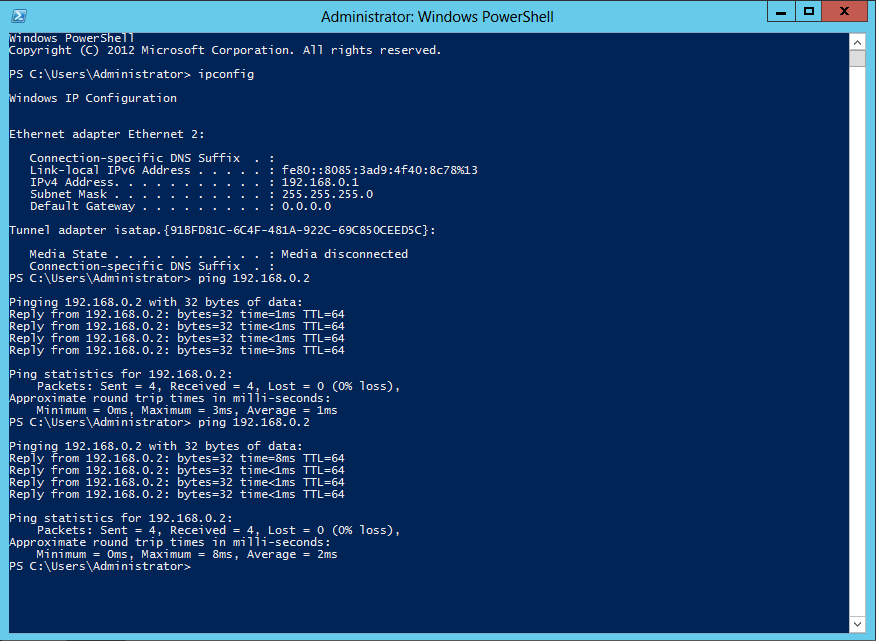 Administrator: Windows PowerShell
Windows PowerShell
Copyright (C) 2012 Microsoft Corporation. All rights reserved.
PS C:\Users\Administrator> ipconfig
Windows IP Configuration
Ethernet adapter Ethernet 2:
   Connection-specific DNS Suffix  . :
   Link-local IPv6 Address . . . . . : fe80::8085:3ad9:4f40:8c78%13
   IPv4 Address. . . . . . . . . . . : 192.168.0.1
   Subnet Mask . . . . . . . . . . . : 255.255.255.0
   Default Gateway . . . . . . . . . : 0.0.0.0
Tunnel adapter isatap.{91BFD81C-6C4F-481A-922C-69C850CEED5C}:
   Media State . . . . . . . . . . . : Media disconnected
   Connection-specific DNS Suffix  . :
PS C:\Users\Administrator> ping 192.168.0.2
Pinging 192.168.0.2 with 32 bytes of data:
Reply from 192.168.0.2: bytes=32 time=1ms TTL=64
Reply from 192.168.0.2: bytes=32 time<1ms TTL=64
Reply from 192.168.0.2: bytes=32 time<1ms TTL=64
Reply from 192.168.0.2: bytes=32 time=3ms TTL=64
Ping statistics for 192.168.0.2:
    Packets: Sent = 4, Received = 4, Lost = 0 (0% loss),
Approximate round trip times in milli-seconds:
    Minimum = 0ms, Maximum = 3ms, Average = 1ms
PS C:\Users\Administrator> ping 192.168.0.2
Pinging 192.168.0.2 with 32 bytes of data:
Reply from 192.168.0.2: bytes=32 time=8ms TTL=64
Reply from 192.168.0.2: bytes=32 time<1ms TTL=64
Reply from 192.168.0.2: bytes=32 time<1ms TTL=64
Reply from 192.168.0.2: bytes=32 time<1ms TTL=64
Ping statistics for 192.168.0.2:
    Packets: Sent = 4, Received = 4, Lost = 0 (0% loss),
Approximate round trip times in milli-seconds:
    Minimum = 0ms, Maximum = 8ms, Average = 2ms
PS C:\Users\Administrator>